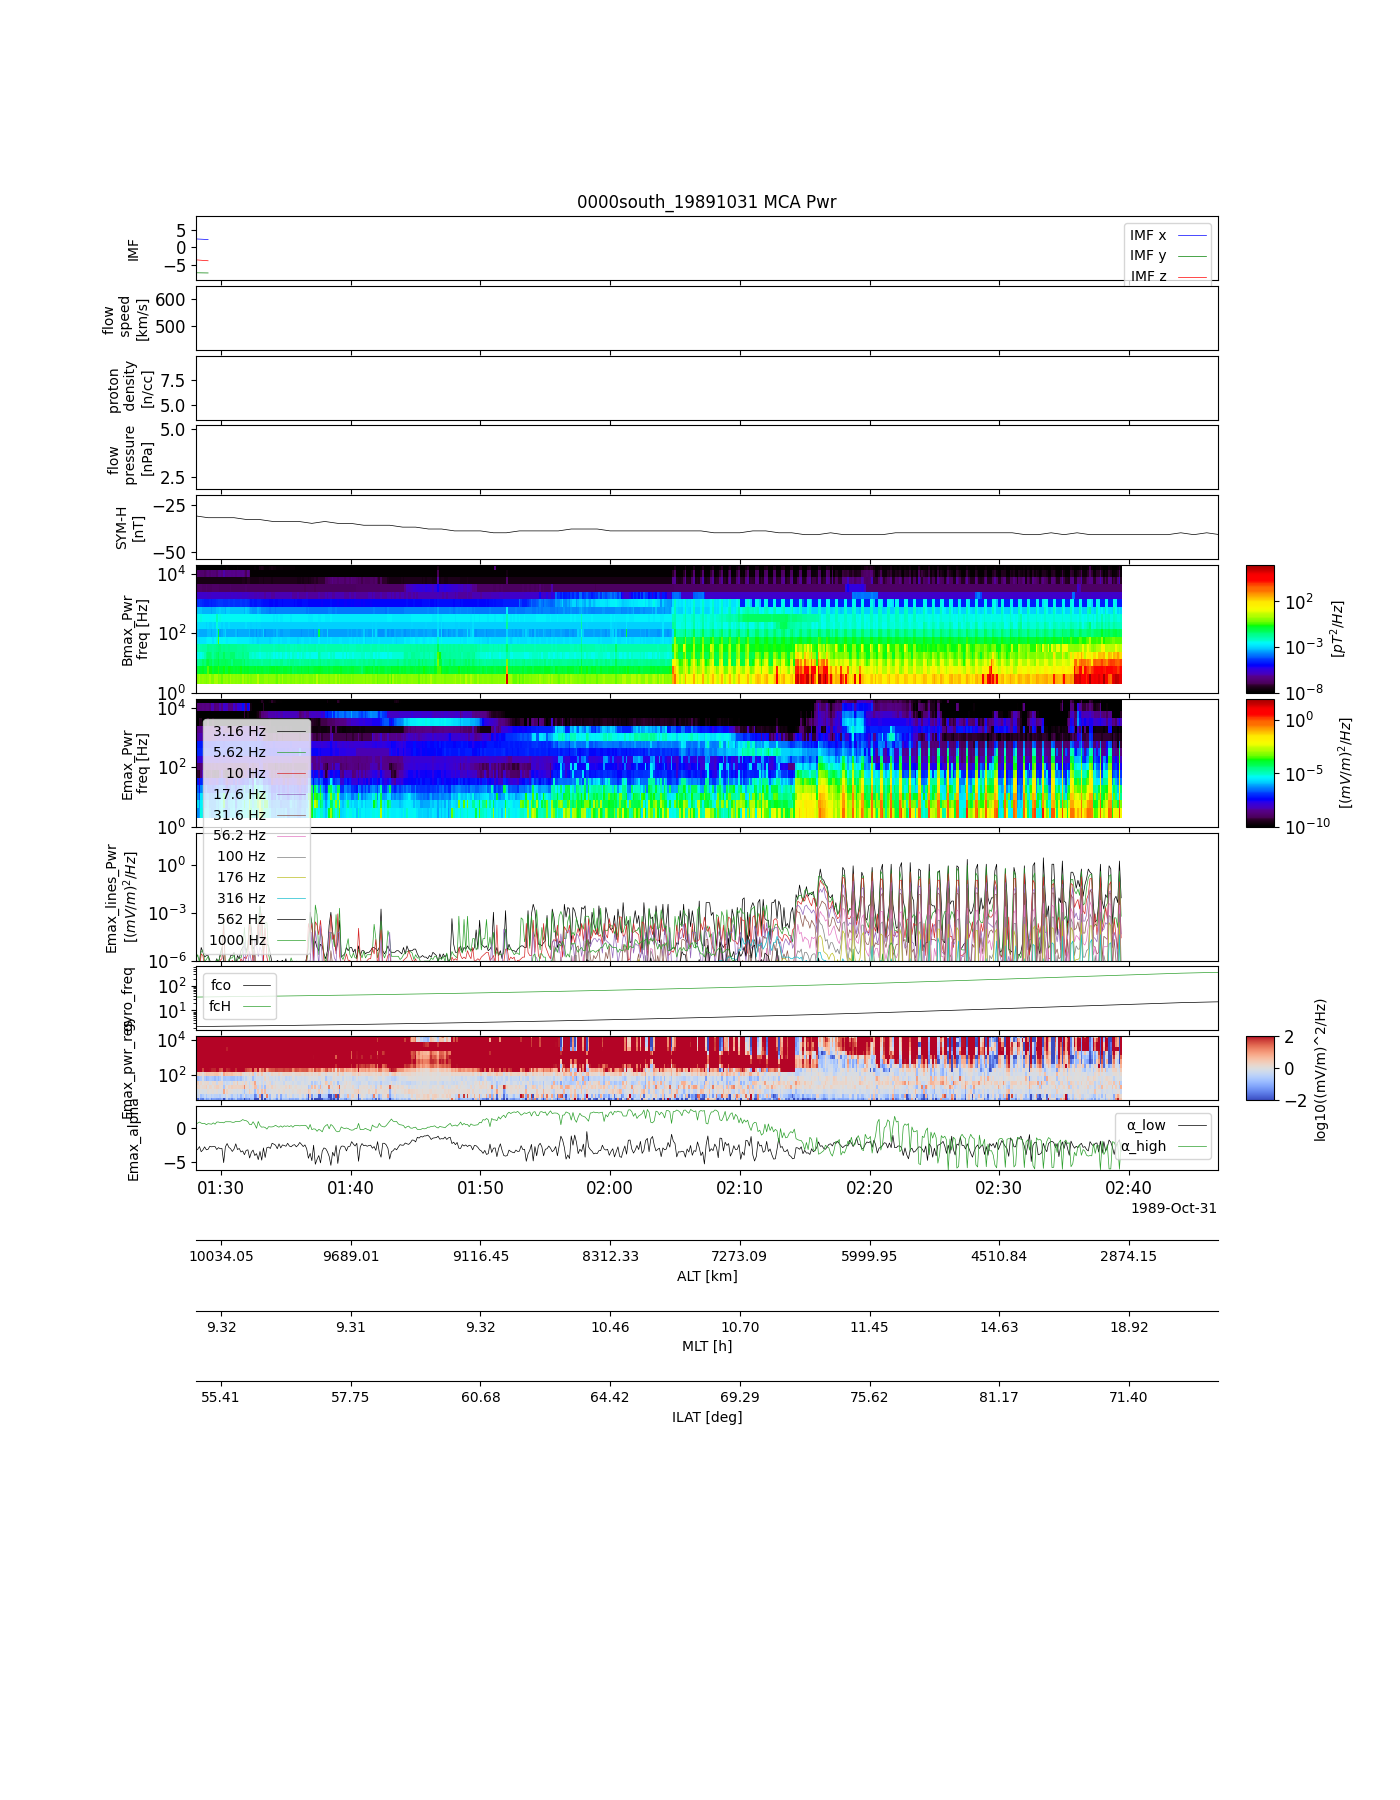 0000south_19891031 MCA Pwr
IMF
5
0
−5
IMF x
IMF y
IMF z
flow
speed
[km/s]
600
500
proton
density
[n/cc]
7.5
5.0
flow
pressure
[nPa]
5.0
2.5
SYM-H
[nT]
−25
−50
Bmax_Pwr
freq [Hz]
10^4
10^2
10^0
10^2
10^-3
10^-8
[pT^2/Hz]
Emax_Pwr
freq [Hz]
10^4
10^2
10^0
10^0
10^-5
10^-10
[(mV/m)^2/Hz]
3.16 Hz
5.62 Hz
10 Hz
17.6 Hz
31.6 Hz
56.2 Hz
100 Hz
176 Hz
316 Hz
562 Hz
1000 Hz
Emax_lines_Pwr
[(mV/m)^2/Hz]
10^0
10^-3
10^-6
gyro_freq
10^2
10^1
fco
fcH
Emax_pwr_reg
10^4
10^2
2
0
−2
log10((mV/m)^2/Hz)
Emax_alpha
0
−5
α_low
α_high
01:30 01:40 01:50 02:00 02:10 02:20 02:30 02:40
1989-Oct-31
10034.05 9689.01 9116.45 8312.33 7273.09 5999.95 4510.84 2874.15
ALT [km]
9.32 9.31 9.32 10.46 10.70 11.45 14.63 18.92
MLT [h]
55.41 57.75 60.68 64.42 69.29 75.62 81.17 71.40
ILAT [deg]